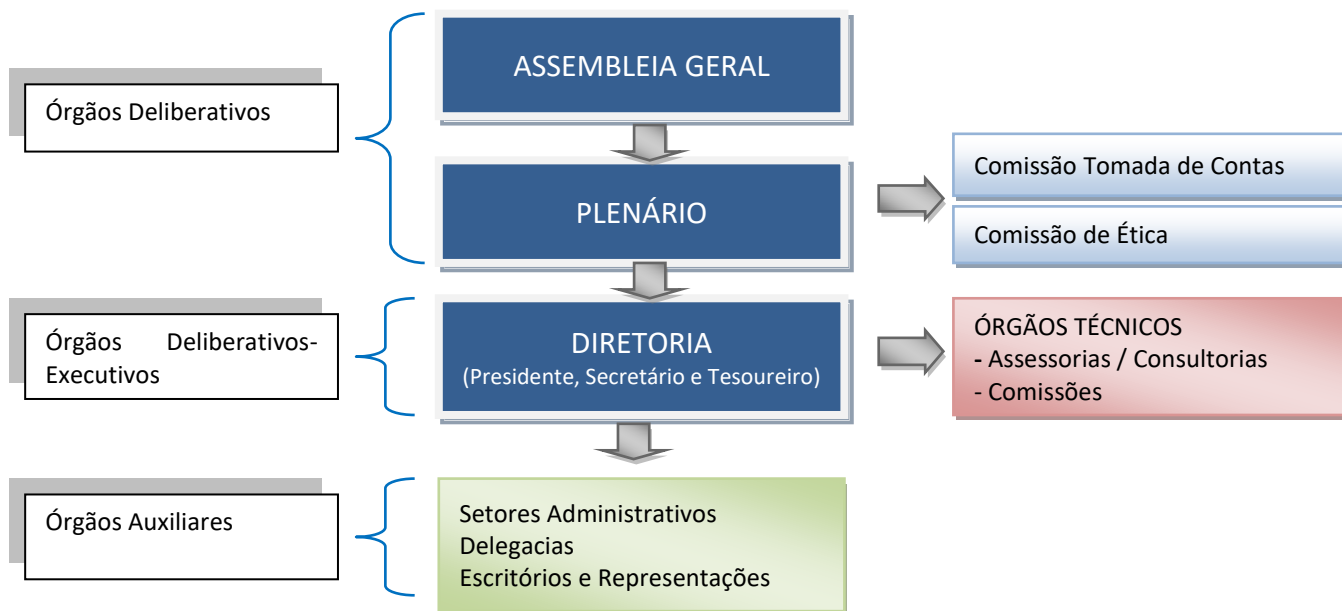 ASSEMBLEIA GERAL
Órgãos Deliberativos
PLENÁRIO
Comissão Tomada de Contas
Comissão de Ética
Órgãos Deliberativos-
Executivos
DIRETORIA
(Presidente, Secretário e Tesoureiro)
ÓRGÃOS TÉCNICOS
- Assessorias / Consultorias
- Comissões
Órgãos Auxiliares
Setores Administrativos
Delegacias
Escritórios e Representações